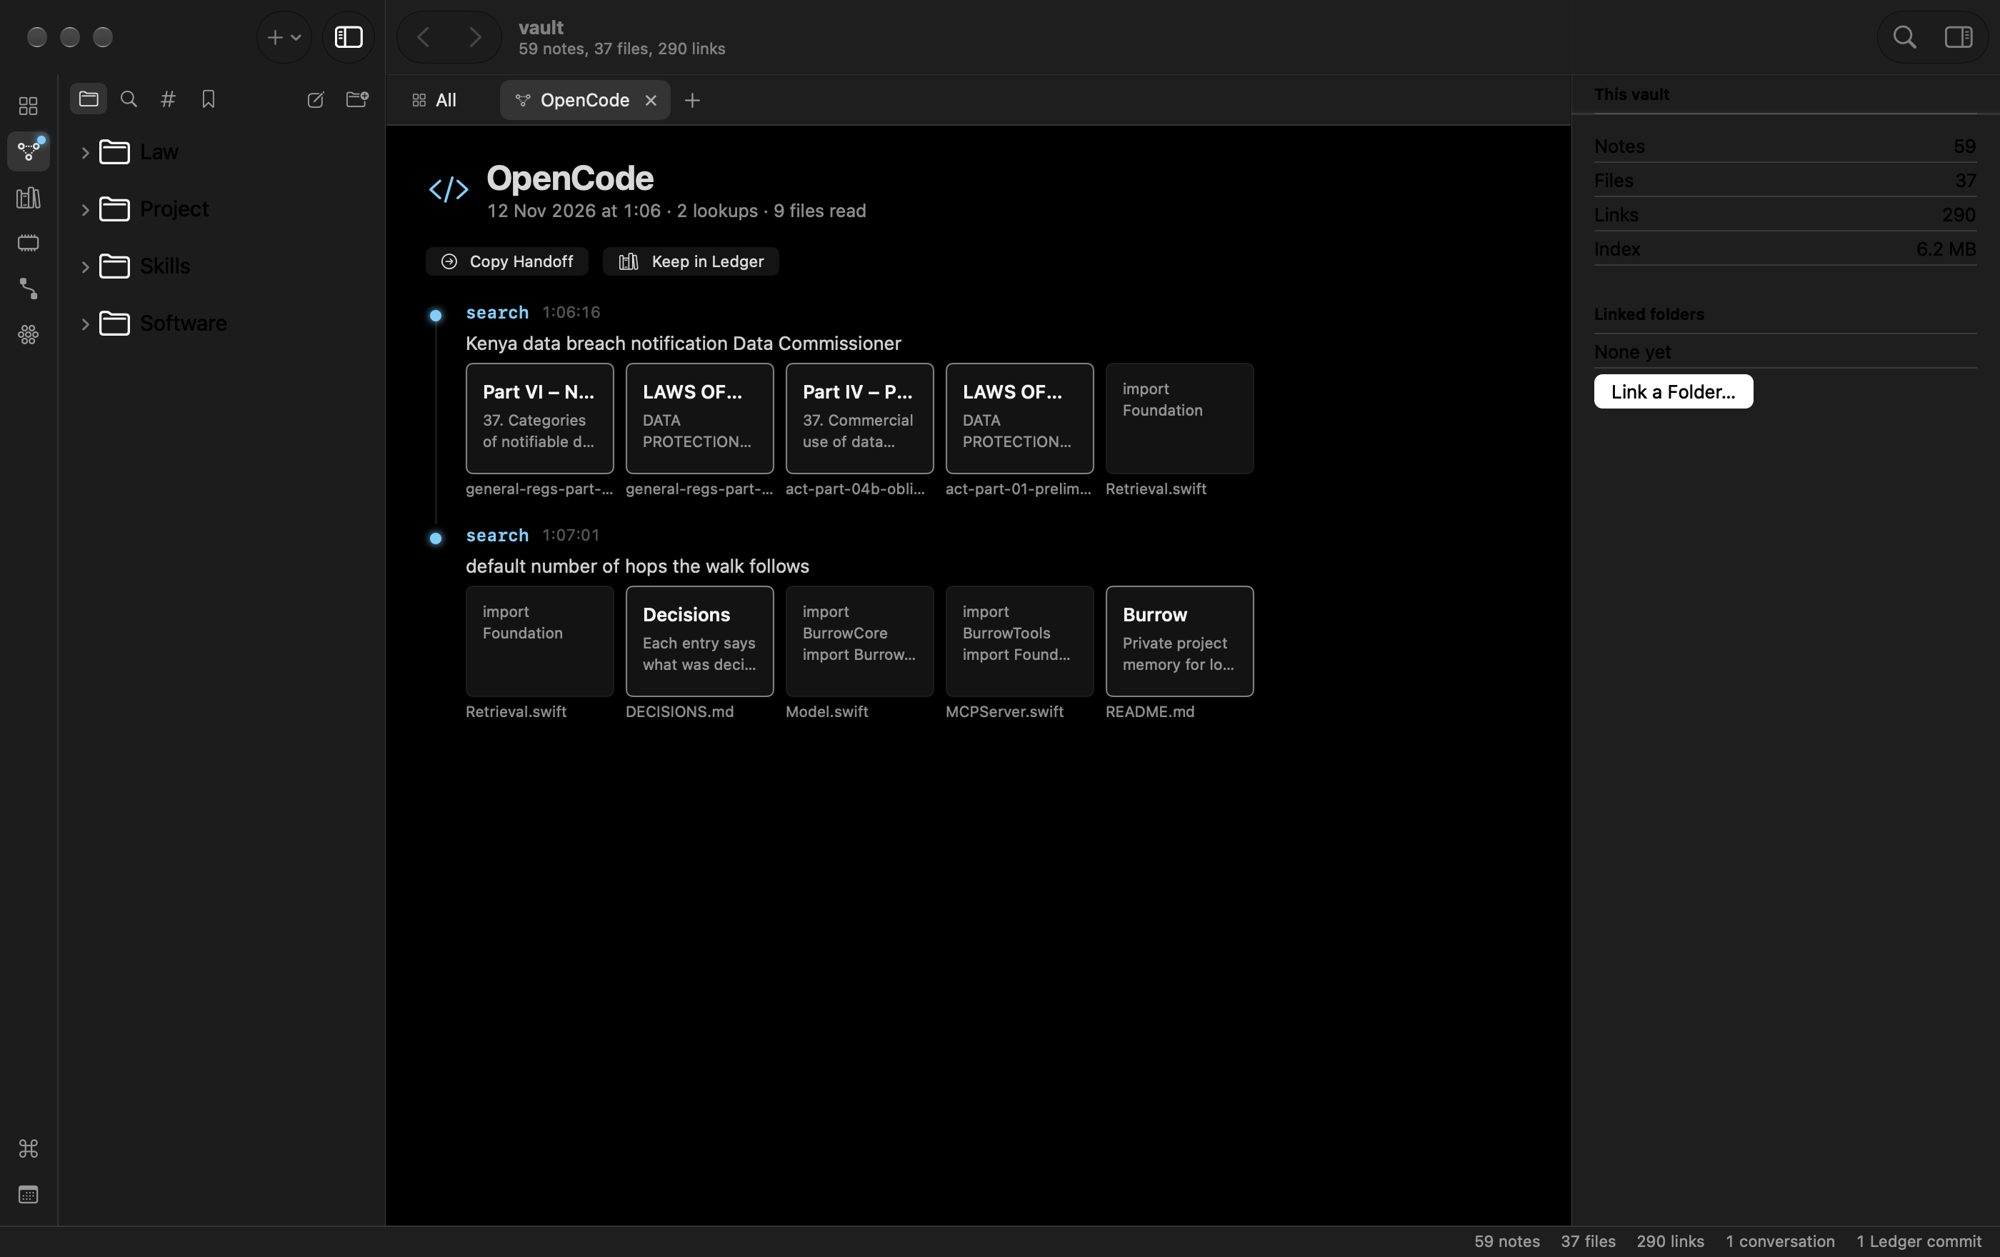 vault
59 notes, 37 files, 290 links
All
OpenCode
Law
Project
Skills
Software
OpenCode
12 Nov 2026 at 1:06 · 2 lookups · 9 files read
Copy Handoff
Keep in Ledger
search 1:06:16
Kenya data breach notification Data Commissioner
Part VI – N...
37. Categories
of notifiable d...
general-regs-part-...
LAWS OF...
DATA
PROTECTION...
general-regs-part-...
Part IV – P...
37. Commercial
use of data...
act-part-04b-obli...
LAWS OF...
DATA
PROTECTION...
act-part-01-prelim...
import
Foundation
Retrieval.swift
search 1:07:01
default number of hops the walk follows
import
Foundation
Retrieval.swift
Decisions
Each entry says
what was deci...
DECISIONS.md
import
BurrowCore
import Burrow...
Model.swift
import
BurrowTools
import Found...
MCPServer.swift
Burrow
Private project
memory for lo...
README.md
This vault
Notes 59
Files 37
Links 290
Index 6.2 MB
Linked folders
None yet
Link a Folder...
59 notes 37 files 290 links 1 conversation 1 Ledger commit